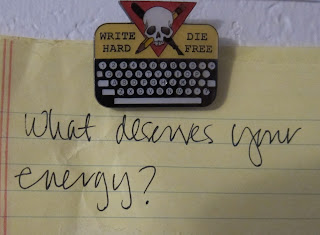 WRITE DIE
HARD FREE
What deserves your
energy?